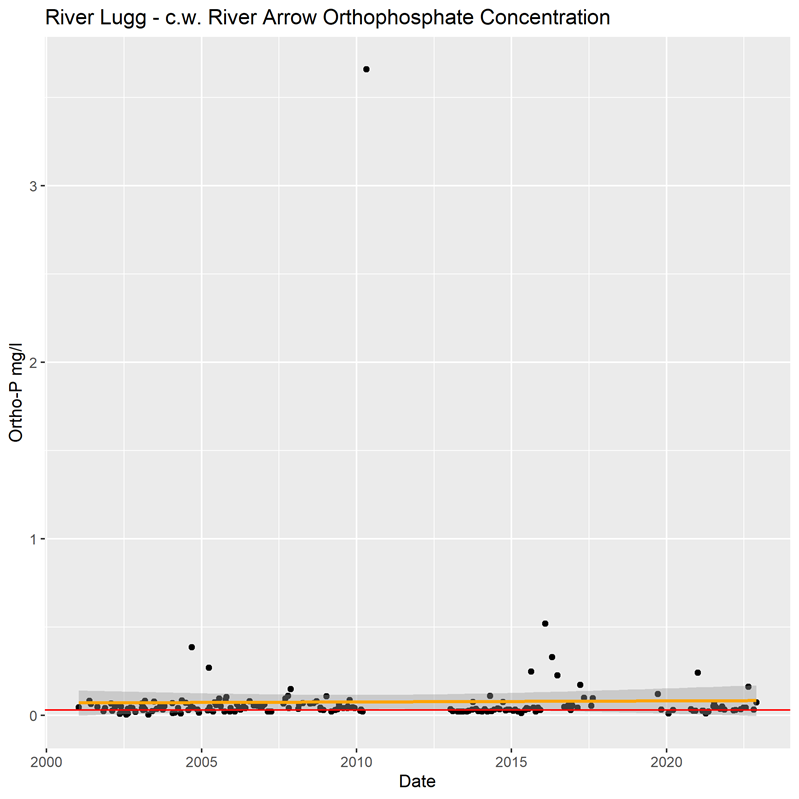 River Lugg - c.w. River Arrow Orthophosphate Concentration
3
2
1
0
Ortho-P mg/l
2000 2005 2010 2015 2020
Date